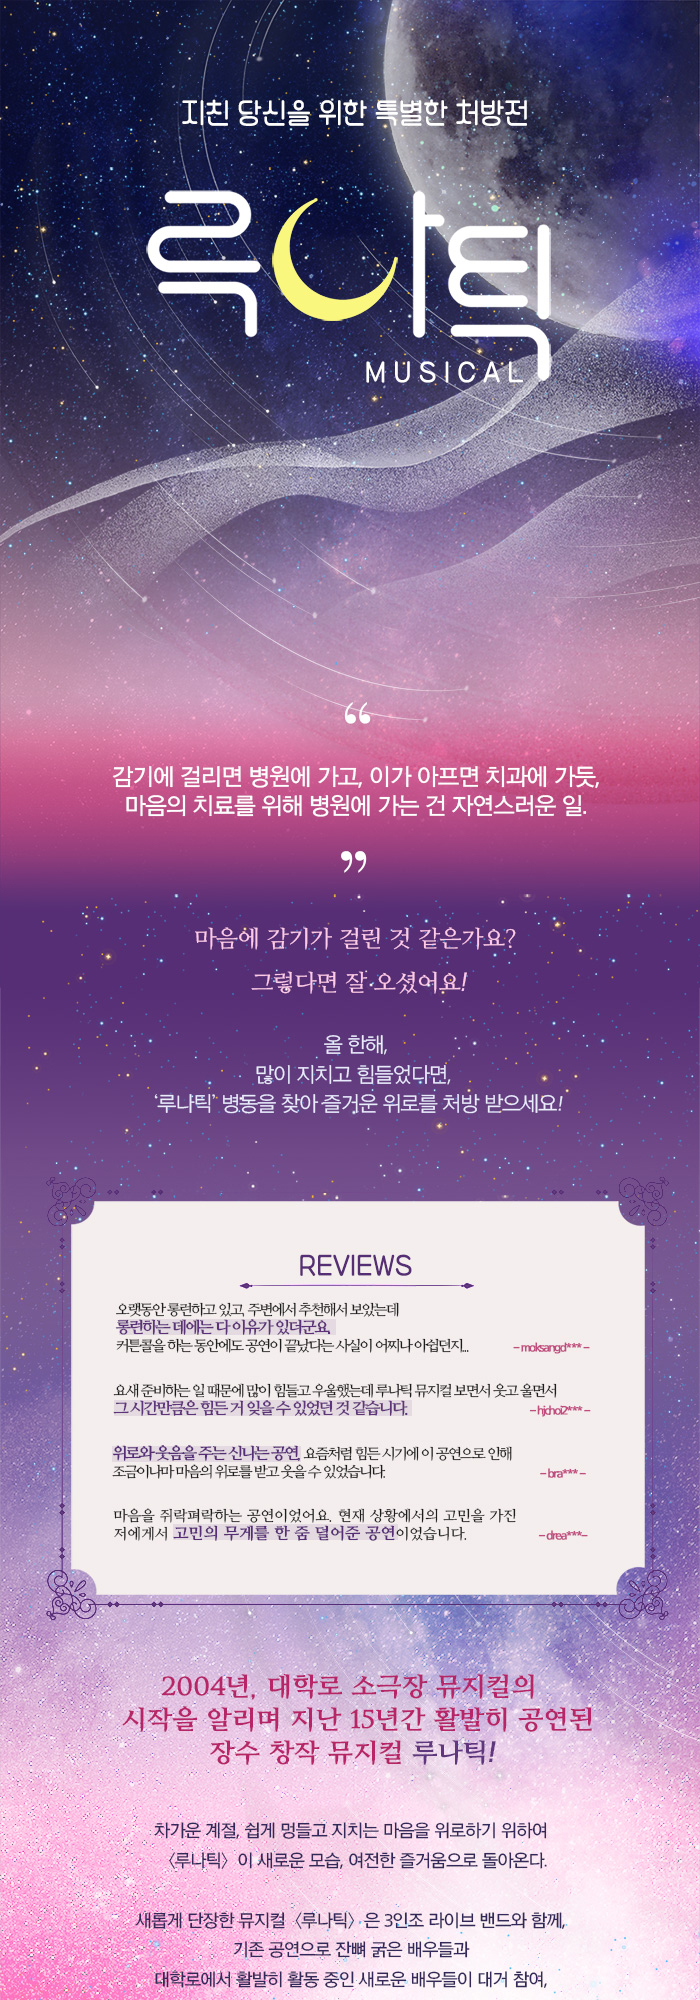 지친 당신을 위한 특별한 처방전
루나틱
MUSICAL
“
감기에 걸리면 병원에 가고, 이가 아프면 치과에 가듯,
마음의 치료를 위해 병원에 가는 건 자연스러운 일.
”
마음에 감기가 걸린 것 같은가요?
그렇다면 잘 오셨어요!
올 한해,
많이 지치고 힘들었다면,
‘루나틱’ 병동을 찾아 즐거운 위로를 처방 받으세요!
REVIEWS
오랫동안 롱런하고 있고, 주변에서 추천해서 보았는데
롱런하는 데에는 다 이유가 있더군요.
커튼콜을 하는 동안에도 공연이 끝났다는 사실이 어찌나 아쉽던지... – moksangd*** –
요새 준비하는 일 때문에 많이 힘들고 우울했는데 루나틱 뮤지컬 보면서 웃고 울면서
그 시간만큼은 힘든 거 잊을 수 있었던 것 같습니다. – hjchoi2*** –
위로와 웃음을 주는 신나는 공연. 요즘처럼 힘든 시기에 이 공연으로 인해
조금이나마 마음의 위로를 받고 웃을 수 있었습니다. – bra*** –
마음을 쥐락펴락하는 공연이었어요. 현재 상황에서의 고민을 가진
저에게서 고민의 무게를 한 줌 덜어준 공연이었습니다. – drea*** –
2004년, 대학로 소극장 뮤지컬의
시작을 알리며 지난 15년간 활발히 공연된
장수 창작 뮤지컬 루나틱!
차가운 계절, 쉽게 멍들고 지치는 마음을 위로하기 위하여
〈루나틱〉이 새로운 모습, 여전한 즐거움으로 돌아온다.
새롭게 단장한 뮤지컬 〈루나틱〉은 3인조 라이브 밴드와 함께,
기존 공연으로 잔뼈 굵은 배우들과
대학로에서 활발히 활동 중인 새로운 배우들이 대거 참여,